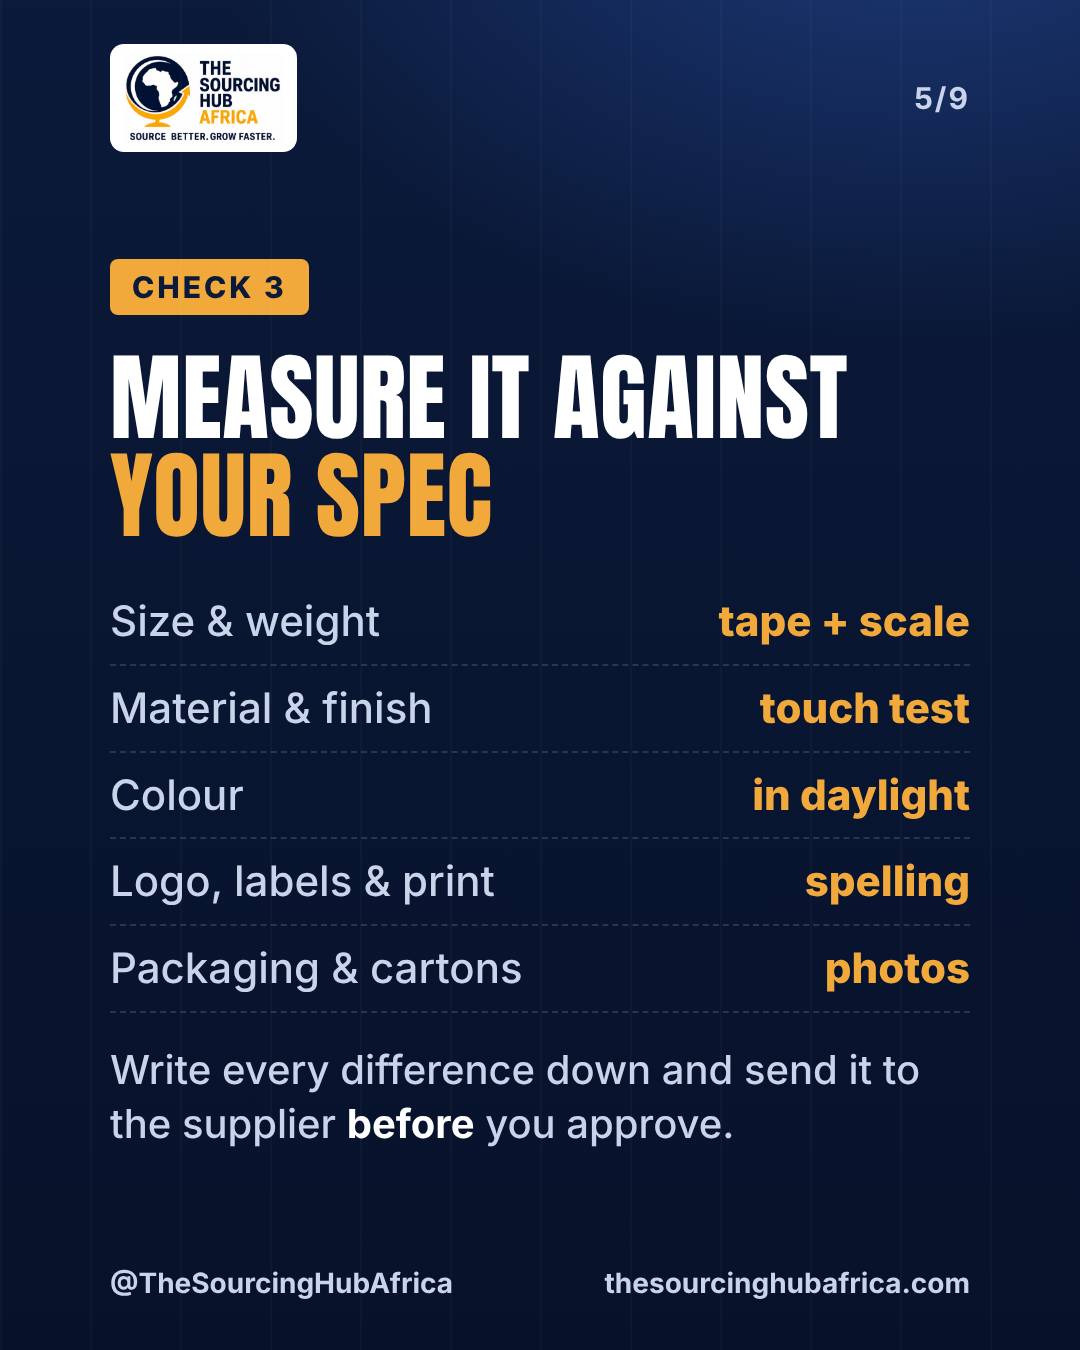 THE
SOURCING
HUB
AFRICA
SOURCE BETTER. GROW FASTER.
5/9
CHECK 3
MEASURE IT AGAINST
YOUR SPEC
Size & weight tape + scale
Material & finish touch test
Colour in daylight
Logo, labels & print spelling
Packaging & cartons photos
Write every difference down and send it to
the supplier before you approve.
@TheSourcingHubAfrica thesourcinghubafrica.com